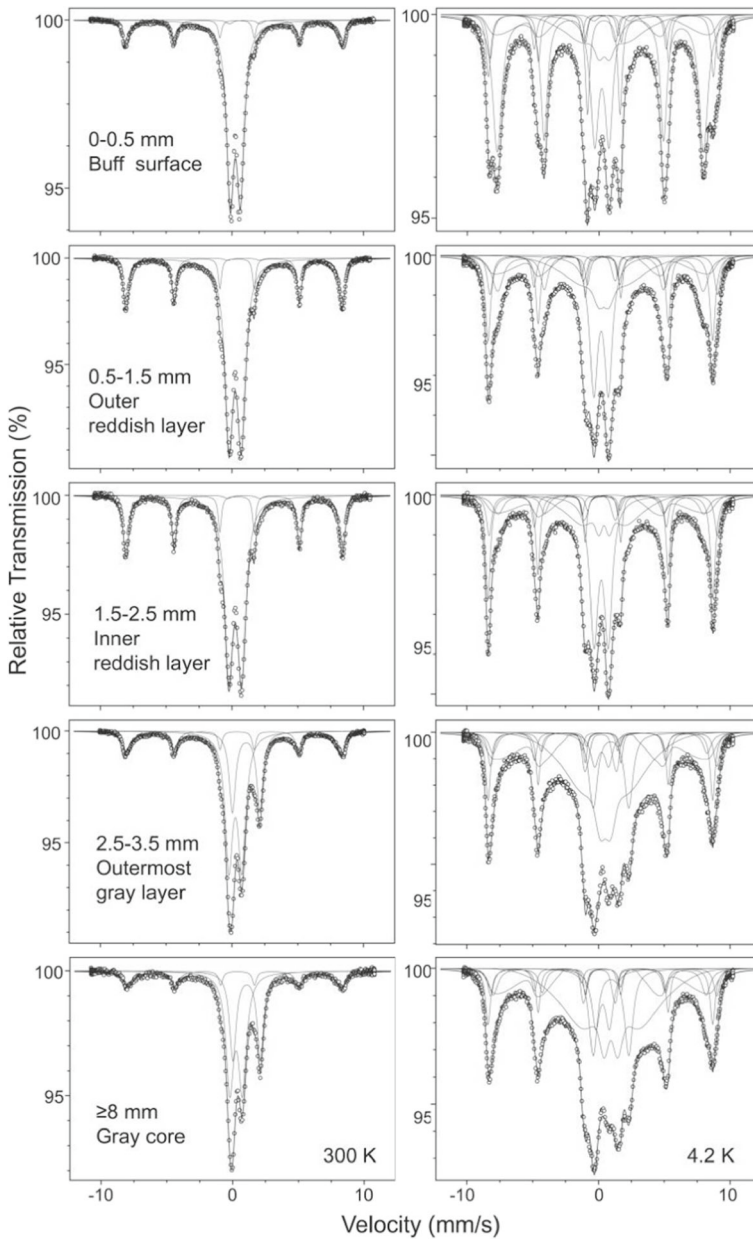 100
95
0-0.5 mm
Buff surface
100
95
100
95
0.5-1.5 mm
Outer
reddish layer
100
95
100
95
1.5-2.5 mm
Inner
reddish layer
100
95
100
95
2.5-3.5 mm
Outermost
gray layer
100
95
100
95
≥8 mm
Gray core
300 K
100
95
4.2 K
-10 0 10
-10 0 10
Relative Transmission (%)
Velocity (mm/s)